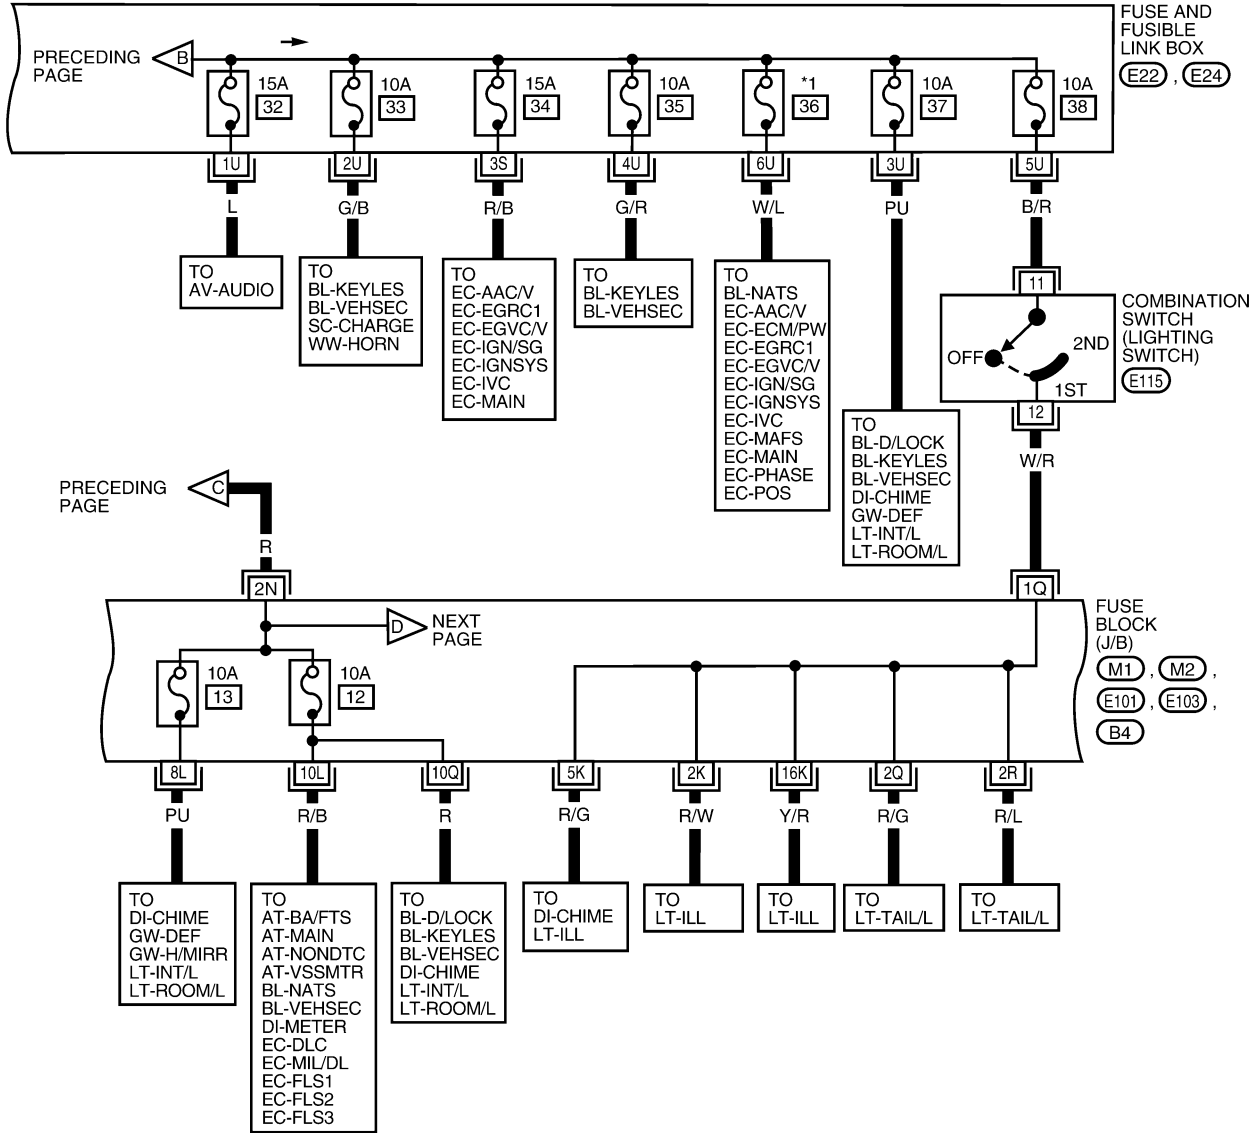 FUSE AND
FUSIBLE
LINK BOX
E22 , E24
PRECEDING
PAGE
B
15A
32
10A
33
15A
34
10A
35
*1
36
10A
37
10A
38
1U
2U
3S
4U
6U
3U
5U
L
G/B
R/B
G/R
W/L
PU
B/R
TO
AV-AUDIO
TO
BL-KEYLES
BL-VEHSEC
SC-CHARGE
WW-HORN
TO
EC-AAC/V
EC-EGRC1
EC-EGVC/V
EC-IGN/SG
EC-IGNSYS
EC-IVC
EC-MAIN
TO
BL-KEYLES
BL-VEHSEC
TO
BL-NATS
EC-AAC/V
EC-ECM/PW
EC-EGRC1
EC-EGVC/V
EC-IGN/SG
EC-IGNSYS
EC-IVC
EC-MAFS
EC-MAIN
EC-PHASE
EC-POS
TO
BL-D/LOCK
BL-KEYLES
BL-VEHSEC
DI-CHIME
GW-DEF
LT-INT/L
LT-ROOM/L
11
OFF
2ND
1ST
12
COMBINATION
SWITCH
(LIGHTING
SWITCH)
E115
W/R
PRECEDING
PAGE
C
R
2N
1Q
D
NEXT
PAGE
10A
13
10A
12
FUSE
BLOCK
(J/B)
M1 , M2 ,
E101 , E103 ,
B4
8L
10L
10Q
5K
2K
16K
2Q
2R
PU
R/B
R
R/G
R/W
Y/R
R/G
R/L
TO
DI-CHIME
GW-DEF
GW-H/MIRR
LT-INT/L
LT-ROOM/L
TO
AT-BA/FTS
AT-MAIN
AT-NONDTC
AT-VSSMTR
BL-NATS
BL-VEHSEC
DI-METER
EC-DLC
EC-MIL/DL
EC-FLS1
EC-FLS2
EC-FLS3
TO
BL-D/LOCK
BL-KEYLES
BL-VEHSEC
DI-CHIME
LT-INT/L
LT-ROOM/L
TO
DI-CHIME
LT-ILL
TO
LT-ILL
TO
LT-ILL
TO
LT-TAIL/L
TO
LT-TAIL/L